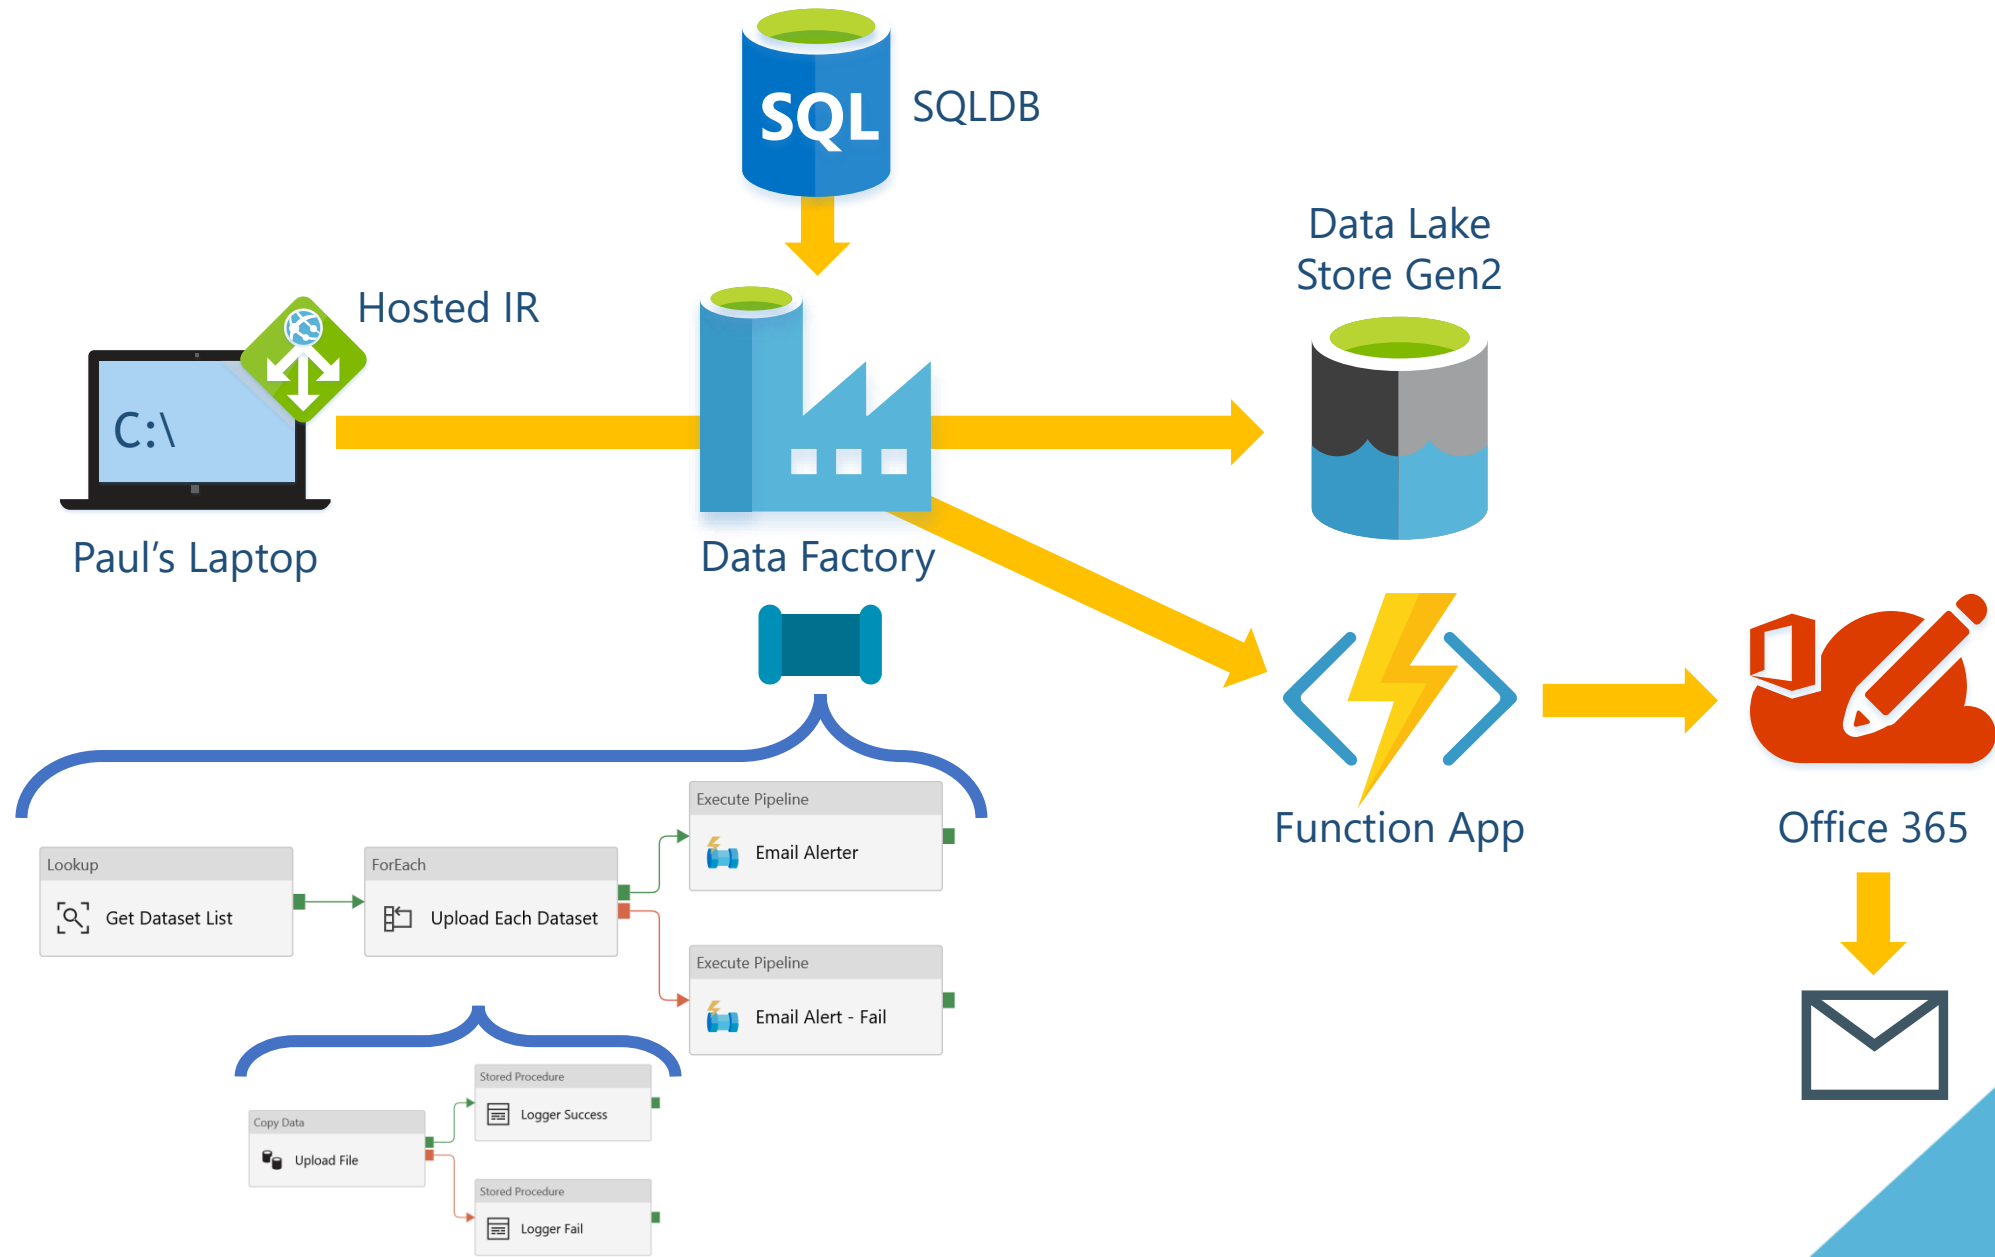 SQL
SQLDB
Data Lake
Store Gen2
Hosted IR
C:\
Paul's Laptop
Data Factory
Function App
Office 365
Execute Pipeline
Email Alerter
Lookup
Get Dataset List
ForEach
Upload Each Dataset
Execute Pipeline
Email Alert - Fail
Stored Procedure
Logger Success
Copy Data
Upload File
Stored Procedure
Logger Fail